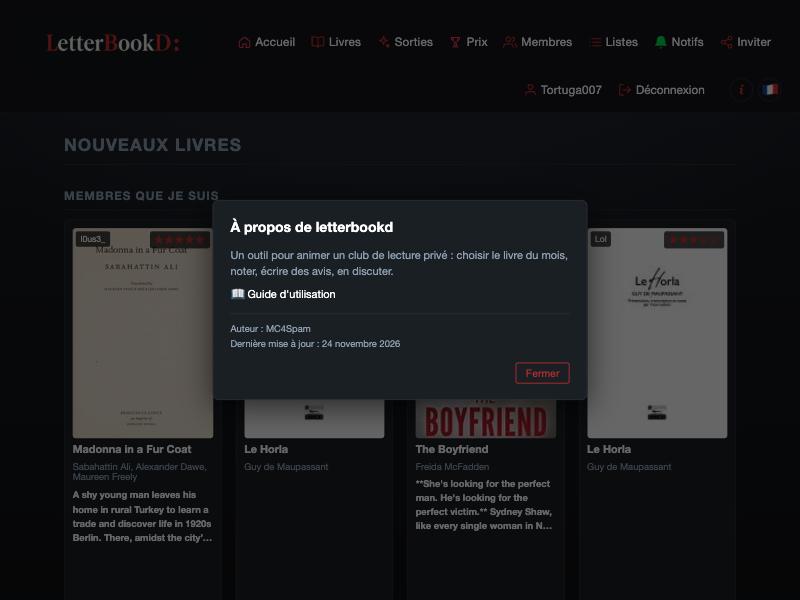 LetterBookD:
Accueil
Livres
Sorties
Prix
Membres
Listes
Notifs
Inviter
Tortuga007
Déconnexion
i
NOUVEAUX LIVRES
MEMBRES QUE JE SUIS
À propos de letterbookd
Un outil pour animer un club de lecture privé : choisir le livre du mois,
noter, écrire des avis, en discuter.
Guide d'utilisation
Auteur : MC4Spam
Dernière mise à jour : 24 novembre 2026
Fermer
l0us3_
Madonna in a Fur Coat
SABAHATTIN ALI
Madonna in a Fur Coat
Sabahattin Ali, Alexander Dawe,
Maureen Freely
A shy young man leaves his
home in rural Turkey to learn a
trade and discover life in 1920s
Berlin. There, amidst the city'...
Le Horla
Guy de Maupassant
THE
BOYFRIEND
The Boyfriend
Freida McFadden
**She's looking for the perfect
man. He's looking for the
perfect victim.** Sydney Shaw,
like every single woman in N...
Lol
Le Horla
GUY DE MAUPASSANT
Le Horla
Guy de Maupassant